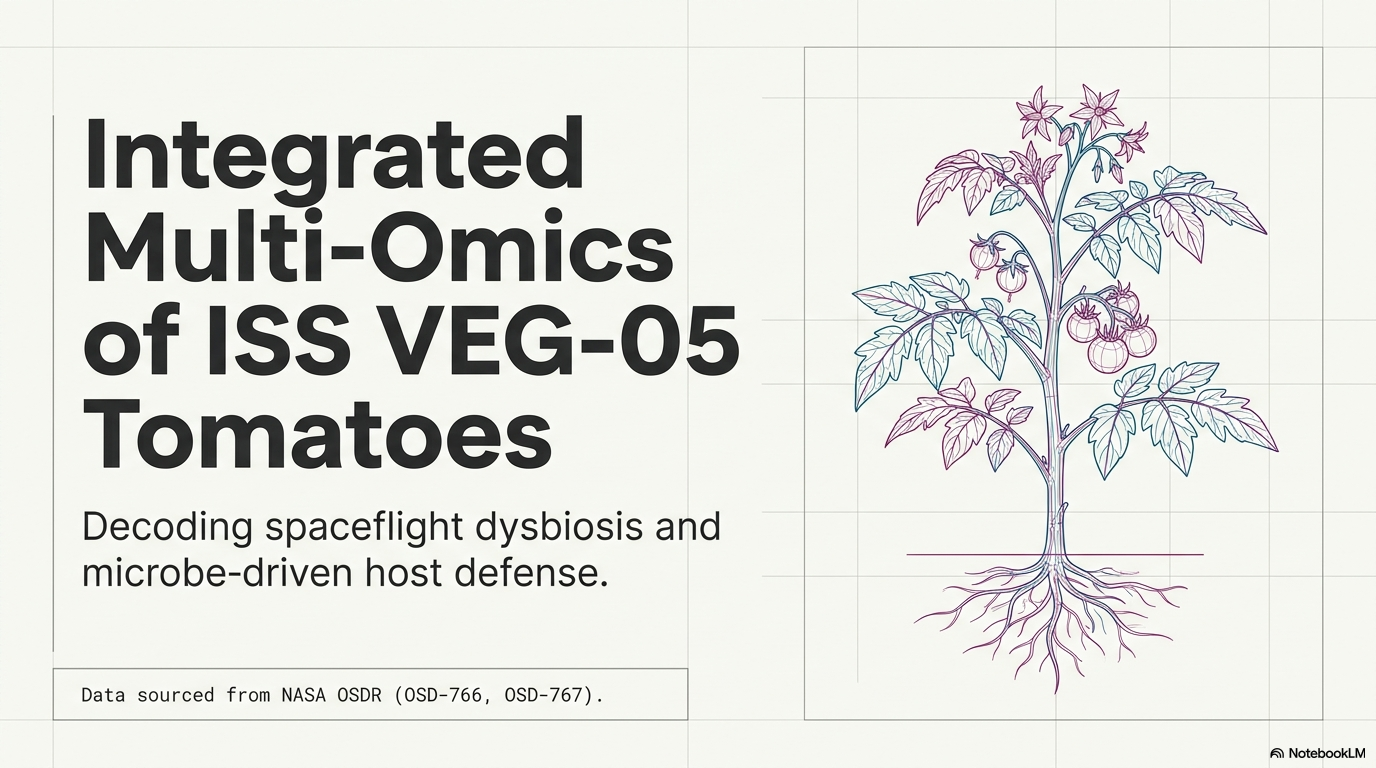 Integrated
Multi-Omics
of ISS VEG-05
Tomatoes
Decoding spaceflight dysbiosis and
microbe-driven host defense.
Data sourced from NASA OSDR (OSD-766, OSD-767).
NotebookLM